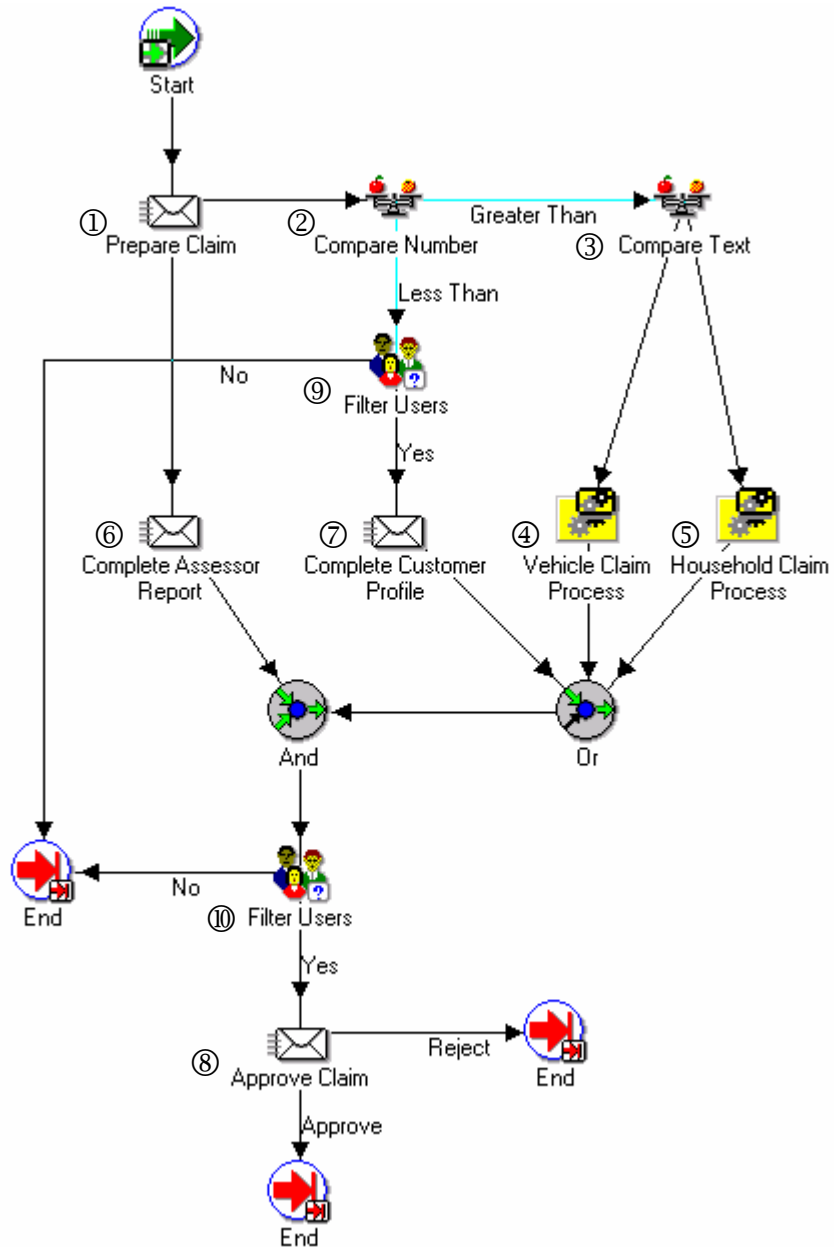 Start
① Prepare Claim
② Compare Number
Greater Than
③ Compare Text
Less Than
No
⑨ Filter Users
Yes
⑥ Complete Assessor
Report
⑦ Complete Customer
Profile
④ Vehicle Claim
Process
⑤ Household Claim
Process
And
Or
End
No
⑩ Filter Users
Yes
⑧ Approve Claim
Reject
End
Approve
End